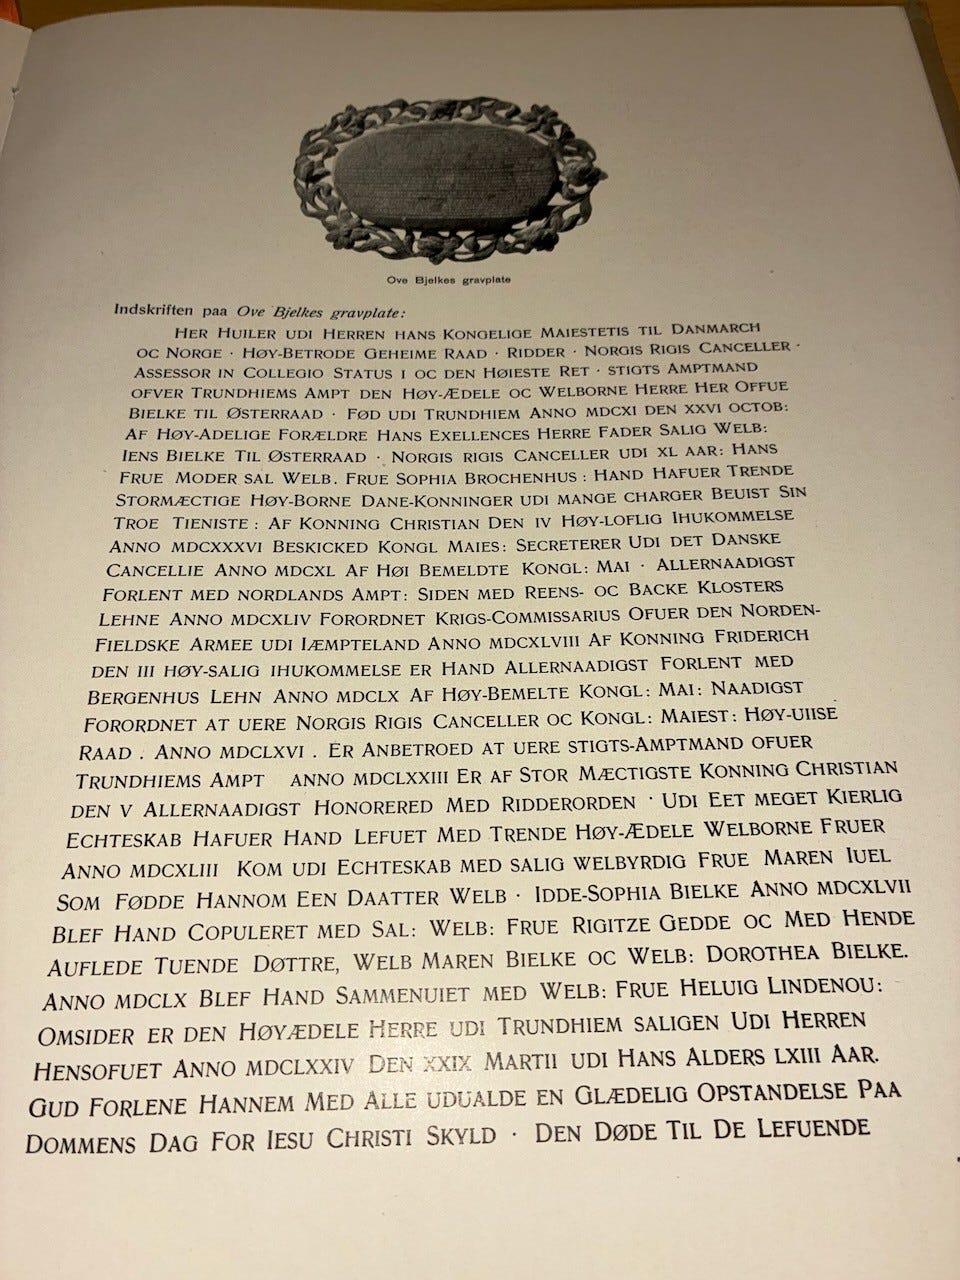 Ove Bjelkes gravplate
Indskriften paa Ove Bjelkes gravplate:
HER HUILER UDI HERREN HANS KONGELIGE MAIESTETIS TIL DANMARCH
OC NORGE · HØY-BETRODE GEHEIME RAAD · RIDDER · NORGIS RIGIS CANCELLER ·
ASSESSOR IN COLLEGIO STATUS I OC DEN HØIESTE RET · STIGTS AMPTMAND
OFVER TRUNDHIEMS AMPT DEN HØY-ÆDELE OC WELBORNE HERRE HER OFFUE
BIELKE TIL ØSTERRAAD · FØD UDI TRUNDHIEM ANNO MDCXI DEN XXVI OCTOB:
AF HØY-ADELIGE FORÆLDRE HANS EXELLENCES HERRE FADER SALIG WELB:
IENS BIELKE TIL ØSTERRAAD · NORGIS RIGIS CANCELLER UDI XL AAR: HANS
FRUE MODER SAL WELB. FRUE SOPHIA BROCHENHUS : HAND HAFUER TRENDE
STORMÆCTIGE HØY-BORNE DANE-KONNINGER UDI MANGE CHARGER BEUIST SIN
TROE TIENISTE : AF KONNING CHRISTIAN DEN IV HØY-LOFLIG IHUKOMMELSE
ANNO MDCXXXVI BESKICKED KONGL MAIES: SECRETERER UDI DET DANSKE
CANCELLIE ANNO MDCXL AF HØI BEMELDTE KONGL: MAI · ALLERNAADIGST
FORLENT MED NORDLANDS AMPT: SIDEN MED REENS- OC BACKE KLOSTERS
LEHNE ANNO MDCXLIV FORORDNET KRIGS-COMMISSARIUS OFUER DEN NORDEN-
FIELDSKE ARMEE UDI IÆMPTELAND ANNO MDCXLVIII AF KONNING FRIDERICH
DEN III HØY-SALIG IHUKOMMELSE ER HAND ALLERNAADIGST FORLENT MED
BERGENHUS LEHN ANNO MDCLX AF HØY-BEMELTE KONGL: MAI: NAADIGST
FORORDNET AT UERE NORGIS RIGIS CANCELLER OC KONGL: MAIEST: HØY-UIISE
RAAD . ANNO MDCLXVI . ER ANBETROED AT UERE STIGTS-AMPTMAND OFUER
TRUNDHIEMS AMPT ANNO MDCLXXIII ER AF STOR MÆCTIGSTE KONNING CHRISTIAN
DEN V ALLERNAADIGST HONORERED MED RIDDERORDEN · UDI EET MEGET KIERLIG
ECHTESKAB HAFUER HAND LEFUET MED TRENDE HØY-ÆDELE WELBORNE FRUER
ANNO MDCXLIII KOM UDI ECHTESKAB MED SALIG WELBYRDIG FRUE MAREN IUEL
SOM FØDDE HANNOM EEN DAATTER WELB · IDDE-SOPHIA BIELKE ANNO MDCXLVII
BLEF HAND COPULERET MED SAL: WELB: FRUE RIGITZE GEDDE OC MED HENDE
AUFLEDE TUENDE DØTTRE, WELB MAREN BIELKE OC WELB: DOROTHEA BIELKE.
ANNO MDCLX BLEF HAND SAMMENUIET MED WELB: FRUE HELUIG LINDENOU:
OMSIDER ER DEN HØYÆDELE HERRE UDI TRUNDHIEM SALIGEN UDI HERREN
HENSOFUET ANNO MDCLXXIV DEN XXIX MARTII UDI HANS ALDERS LXIII AAR.
GUD FORLENE HANNEM MED ALLE UDUALDE EN GLÆDELIG OPSTANDELSE PAA
DOMMENS DAG FOR IESU CHRISTI SKYLD · DEN DØDE TIL DE LEFUENDE